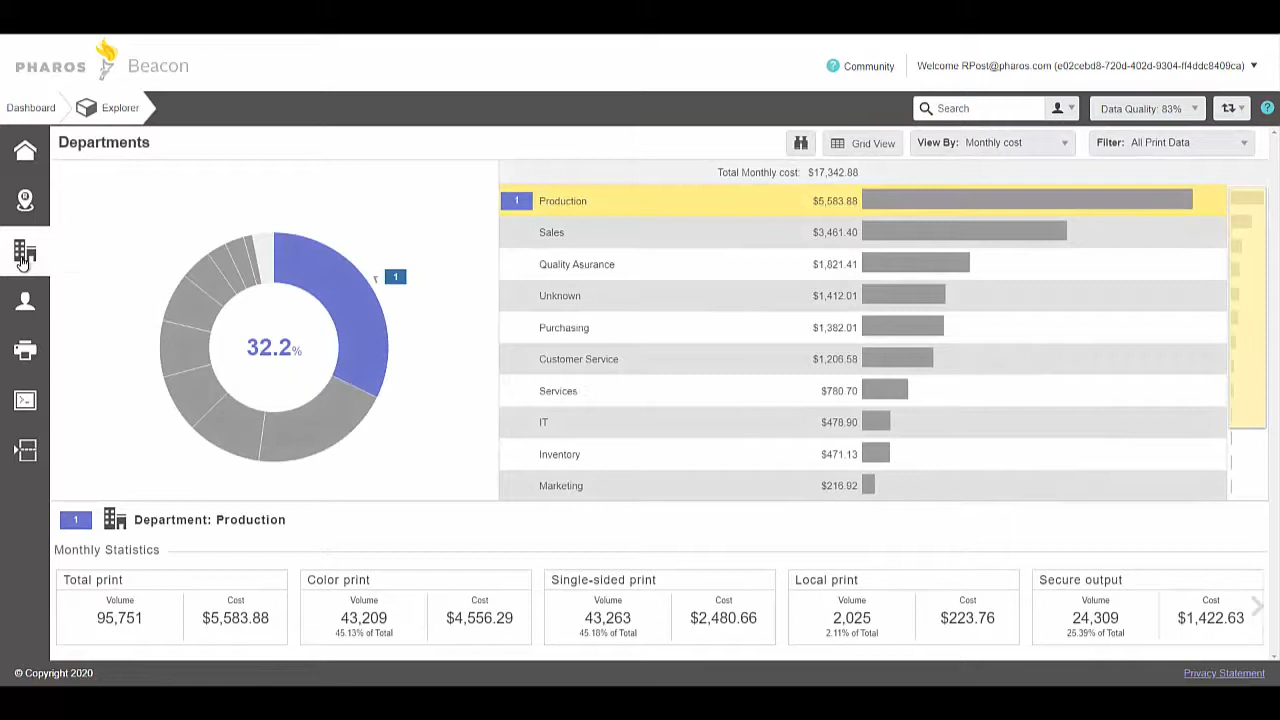 PHAROS Beacon
Community
Welcome RPost@pharos.com (e02cebd8-720d-402d-9304-ff4ddc8409ca)
Dashboard
Explorer
Search
Data Quality: 83%
Departments
Grid View
View By: Monthly cost
Filter: All Print Data
Total Monthly cost: $17,342.88
1 Production $5,583.88
Sales $3,461.40
Quality Asurance $1,821.41
Unknown $1,412.01
Purchasing $1,382.01
Customer Service $1,206.58
Services $780.70
IT $478.90
Inventory $471.13
Marketing $216.92
1
32.2%
1 Department: Production
Monthly Statistics
Total print
Volume Cost
95,751 $5,583.88
Color print
Volume Cost
43,209 $4,556.29
45.13% of Total
Single-sided print
Volume Cost
43,263 $2,480.66
45.18% of Total
Local print
Volume Cost
2,025 $223.76
2.11% of Total
Secure output
Volume Cost
24,309 $1,422.63
25.39% of Total
© Copyright 2020
Privacy Statement